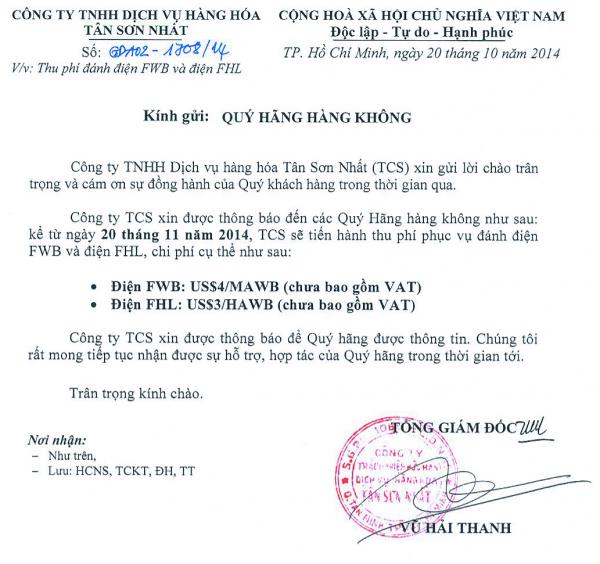 CÔNG TY TNHH DỊCH VỤ HÀNG HÓA
TÂN SƠN NHẤT
Số: GDA02-1708/14
V/v: Thu phí đánh điện FWB và điện FHL
CỘNG HOÀ XÃ HỘI CHỦ NGHĨA VIỆT NAM
Độc lập - Tự do - Hạnh phúc
TP. Hồ Chí Minh, ngày 20 tháng 10 năm 2014
Kính gửi: QUÝ HÃNG HÀNG KHÔNG
Công ty TNHH Dịch vụ hàng hóa Tân Sơn Nhất (TCS) xin gửi lời chào trân
trọng và cám ơn sự đồng hành của Quý khách hàng trong thời gian qua.
Công ty TCS xin được thông báo đến các Quý Hãng hàng không như sau:
kể từ ngày 20 tháng 11 năm 2014, TCS sẽ tiến hành thu phí phục vụ đánh điện
FWB và điện FHL, chi phí cụ thể như sau:
• Điện FWB: US$4/MAWB (chưa bao gồm VAT)
• Điện FHL: US$3/HAWB (chưa bao gồm VAT)
Công ty TCS xin được thông báo để Quý hãng được thông tin. Chúng tôi
rất mong tiếp tục nhận được sự hỗ trợ, hợp tác của Quý hãng trong thời gian tới.
Trân trọng kính chào.
TỔNG GIÁM ĐỐC
Nơi nhận:
– Như trên,
– Lưu: HCNS, TCKT, ĐH, TT
CÔNG TY
TRÁCH NHIỆM HỮU HẠN
DỊCH VỤ HÀNG HÓA
TÂN SƠN NHẤT
VŨ HẢI THANH